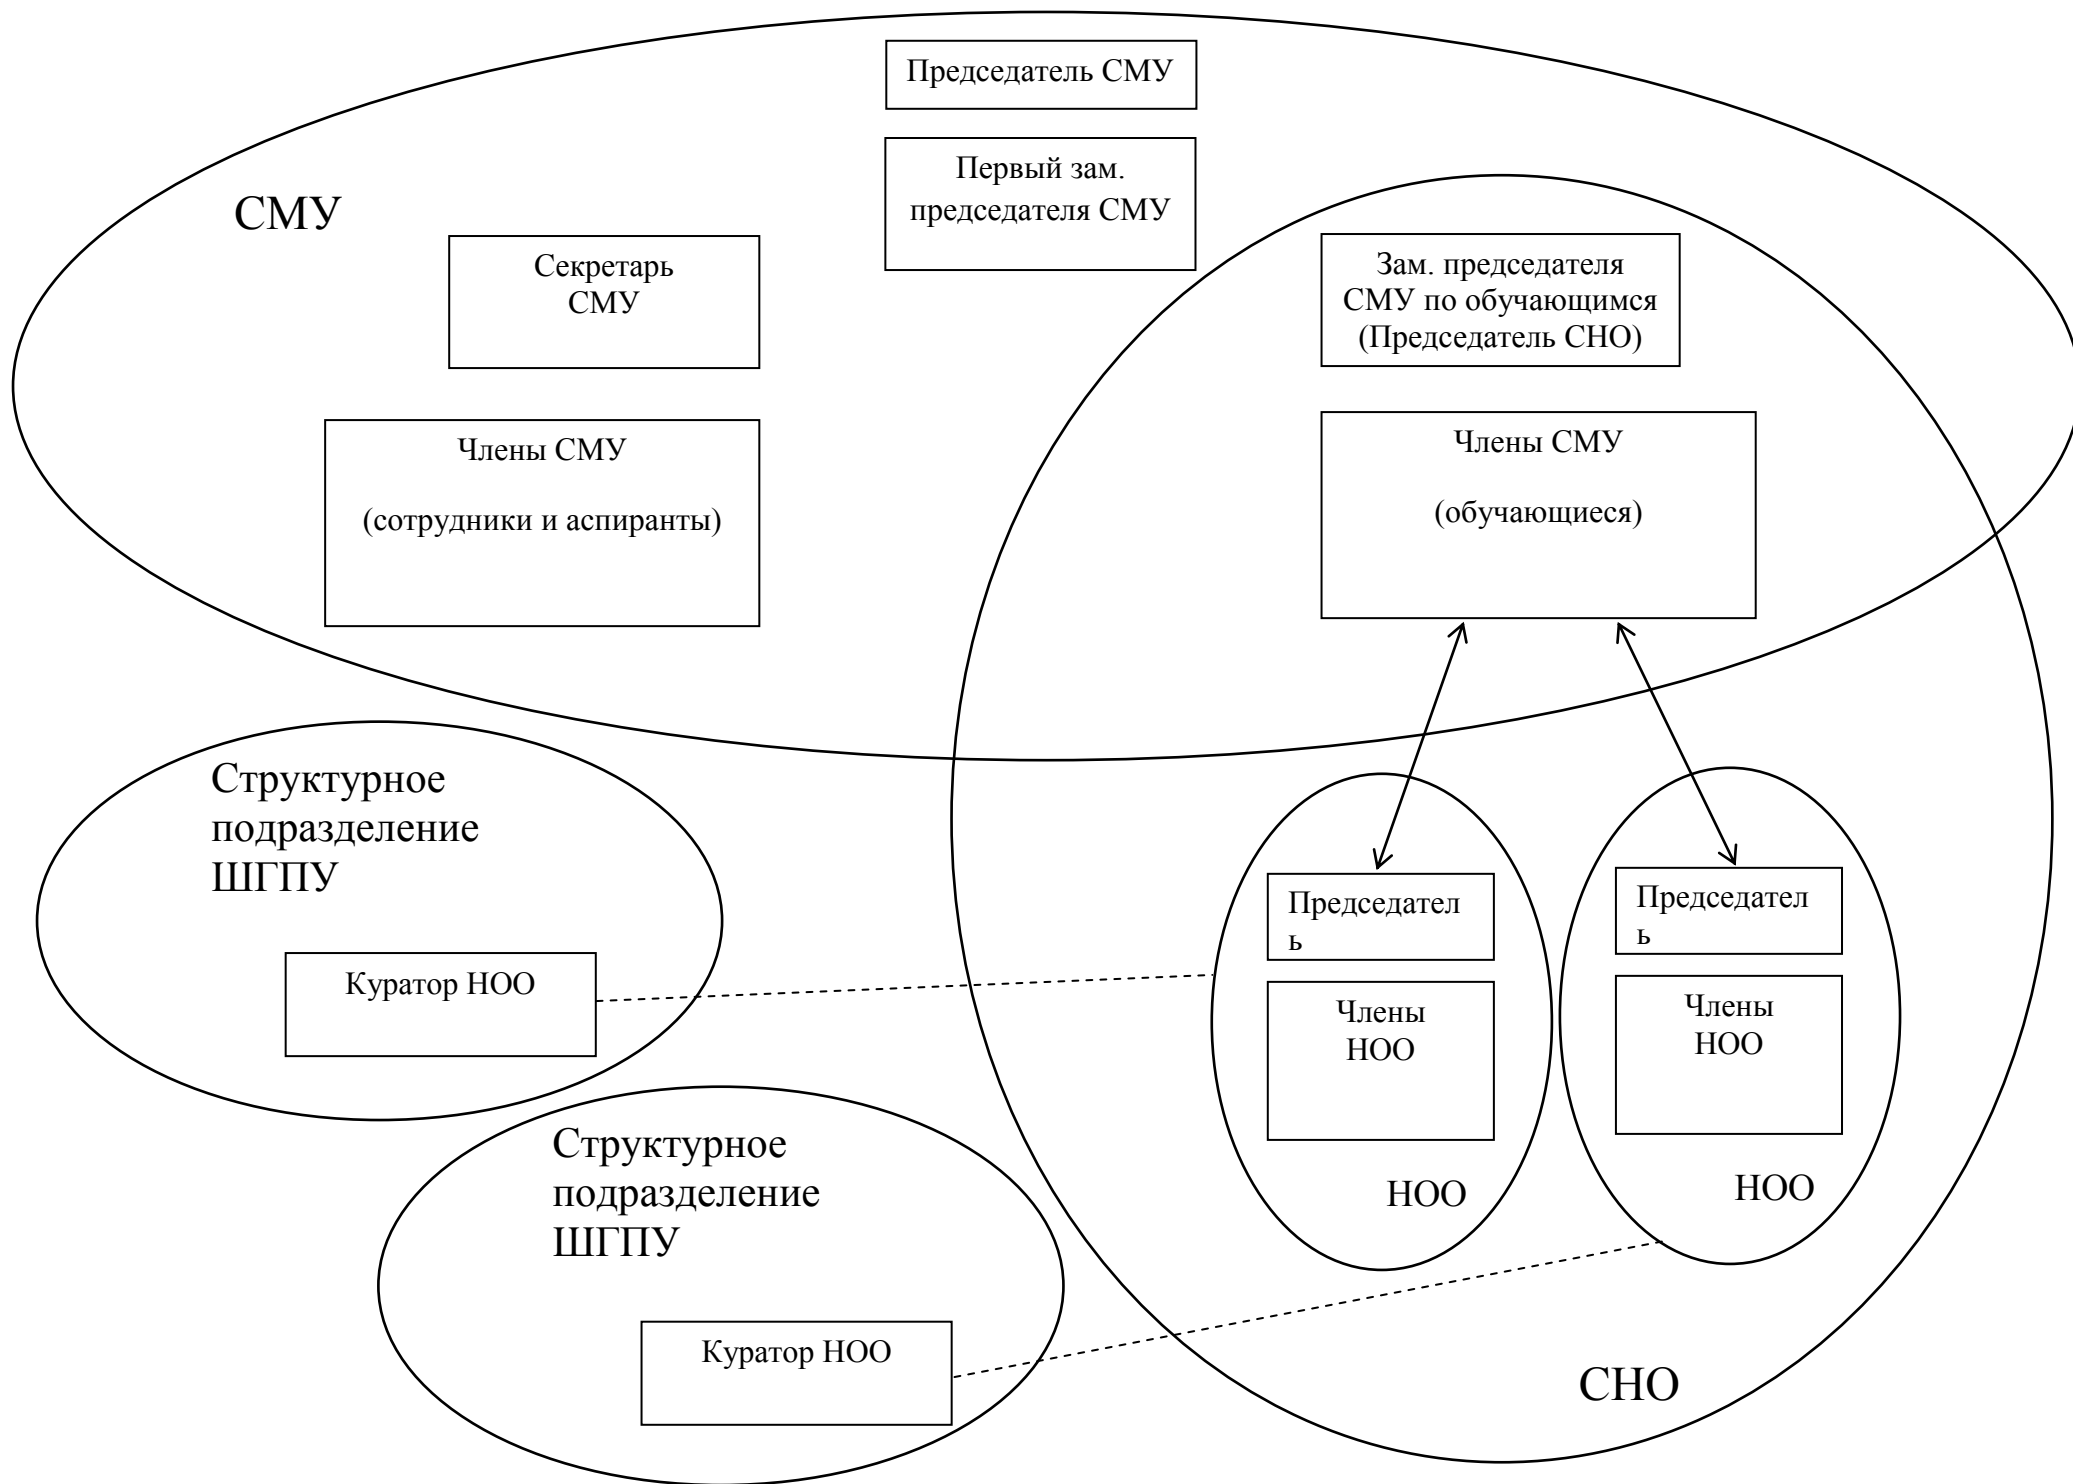 Председатель СМУ
Первый зам.
председателя СМУ
СМУ
Секретарь
СМУ
Зам. председателя
СМУ по обучающимся
(Председатель СНО)
Члены СМУ
(сотрудники и аспиранты)
Члены СМУ
(обучающиеся)
Структурное
подразделение
ШГПУ
Куратор НОО
Председател
ь
Члены
НОО
НОО
Председател
ь
Члены
НОО
НОО
Структурное
подразделение
ШГПУ
Куратор НОО
СНО